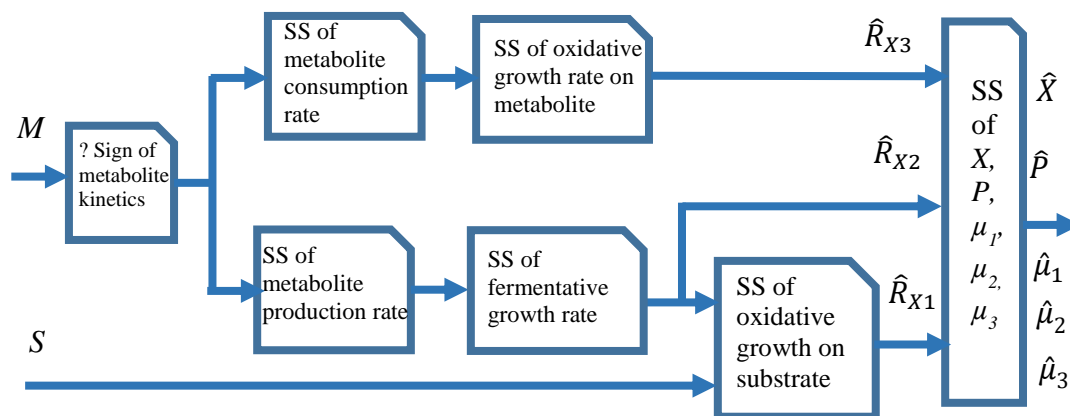 M
? Sign of
metabolite
kinetics
SS of
metabolite
consumption
rate
SS of oxidative
growth rate on
metabolite
R̂X3
SS of
metabolite
production rate
SS of
fermentative
growth rate
R̂X2
S
SS of
oxidative
growth on
substrate
R̂X1
SS
of
X,
P,
μ1,
μ2,
μ3
X̂
P̂
μ̂1
μ̂2
μ̂3